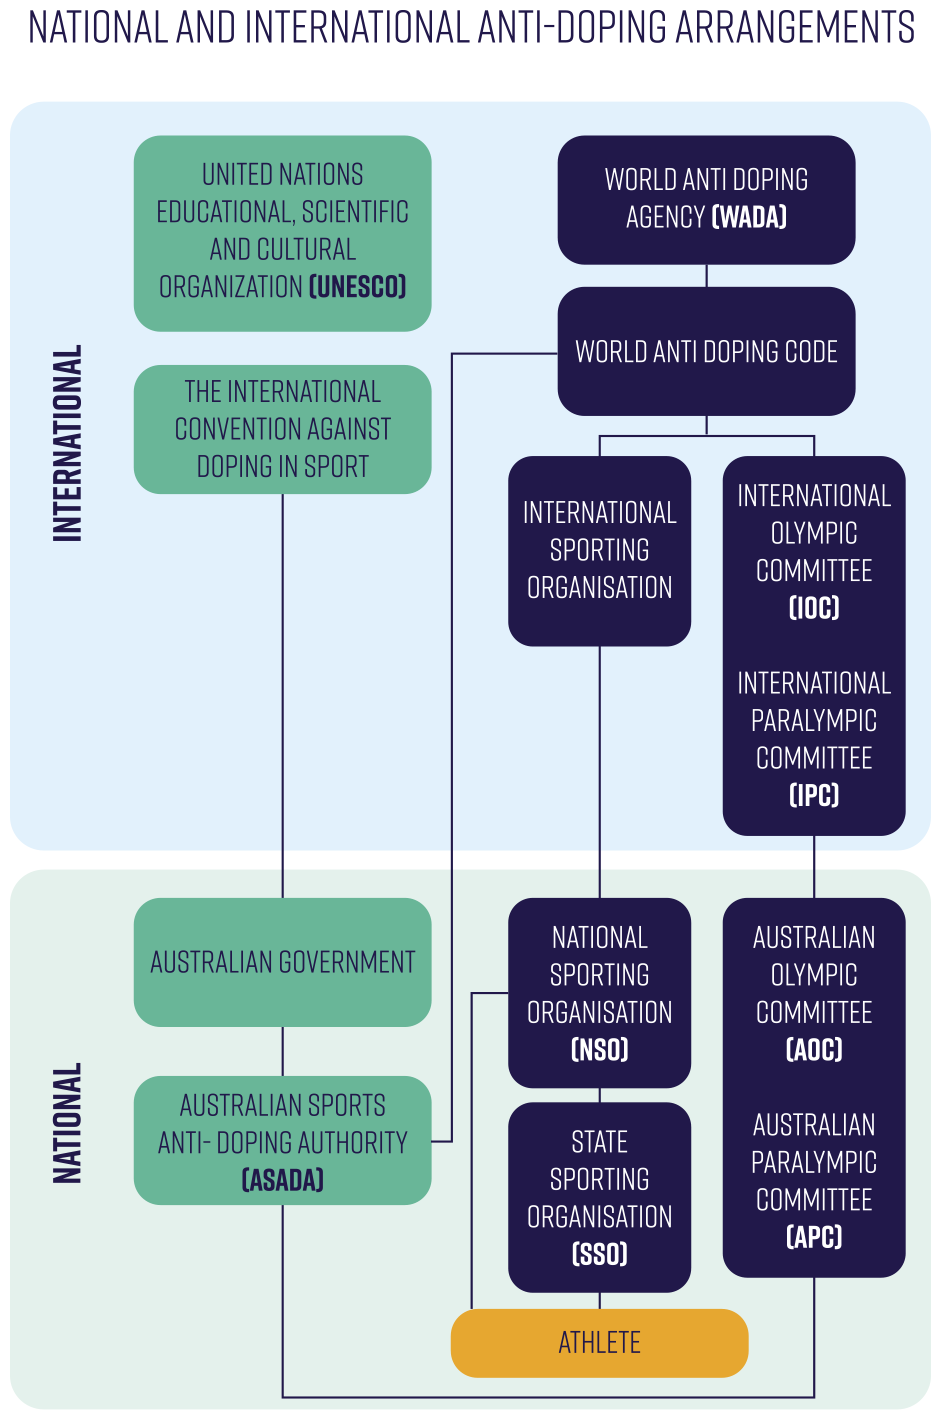 NATIONAL AND INTERNATIONAL ANTI-DOPING ARRANGEMENTS
INTERNATIONAL
UNITED NATIONS
EDUCATIONAL, SCIENTIFIC
AND CULTURAL
ORGANIZATION (UNESCO)
THE INTERNATIONAL
CONVENTION AGAINST
DOPING IN SPORT
WORLD ANTI DOPING
AGENCY (WADA)
WORLD ANTI DOPING CODE
INTERNATIONAL
SPORTING
ORGANISATION
INTERNATIONAL
OLYMPIC
COMMITTEE
(IOC)
INTERNATIONAL
PARALYMPIC
COMMITTEE
(IPC)
NATIONAL
AUSTRALIAN GOVERNMENT
AUSTRALIAN SPORTS
ANTI- DOPING AUTHORITY
(ASADA)
NATIONAL
SPORTING
ORGANISATION
(NSO)
STATE
SPORTING
ORGANISATION
(SSO)
AUSTRALIAN
OLYMPIC
COMMITTEE
(AOC)
AUSTRALIAN
PARALYMPIC
COMMITTEE
(APC)
ATHLETE